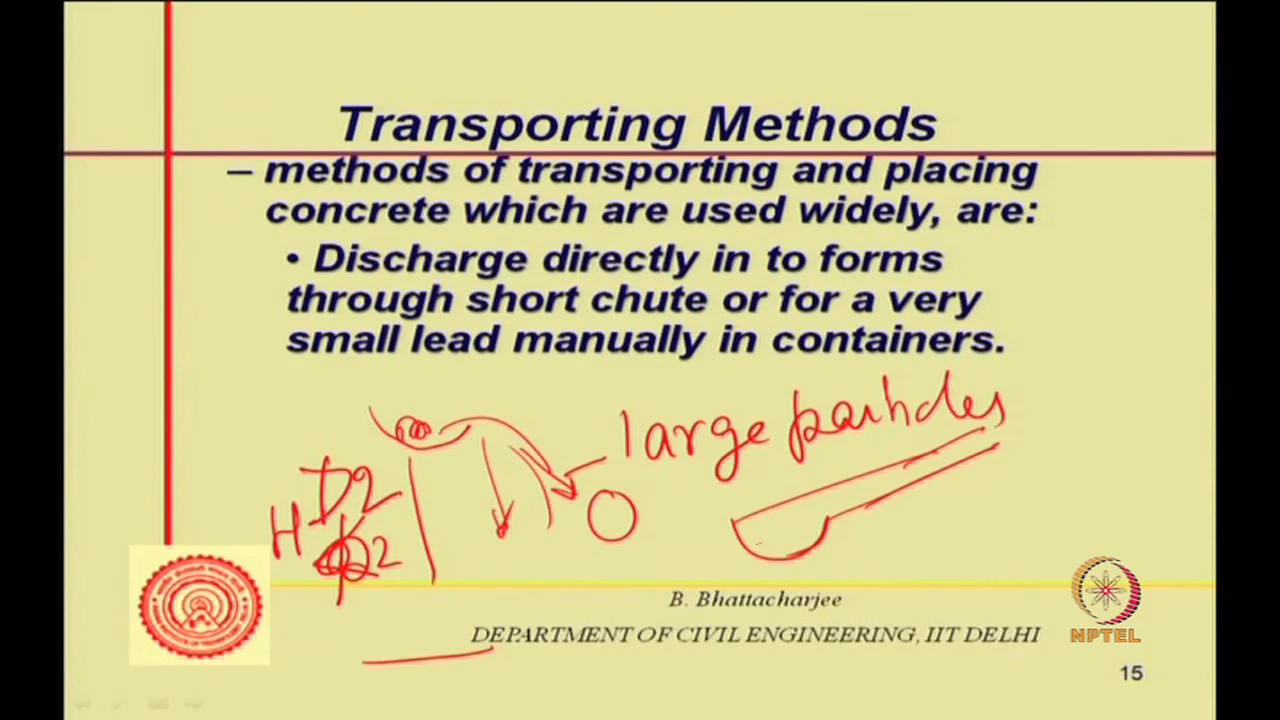 Transporting Methods
– methods of transporting and placing
concrete which are used widely, are:
• Discharge directly in to forms
through short chute or for a very
small lead manually in containers.
large particles
H
D2
B. Bhattacharjee
DEPARTMENT OF CIVIL ENGINEERING, IIT DELHI
NPTEL
15